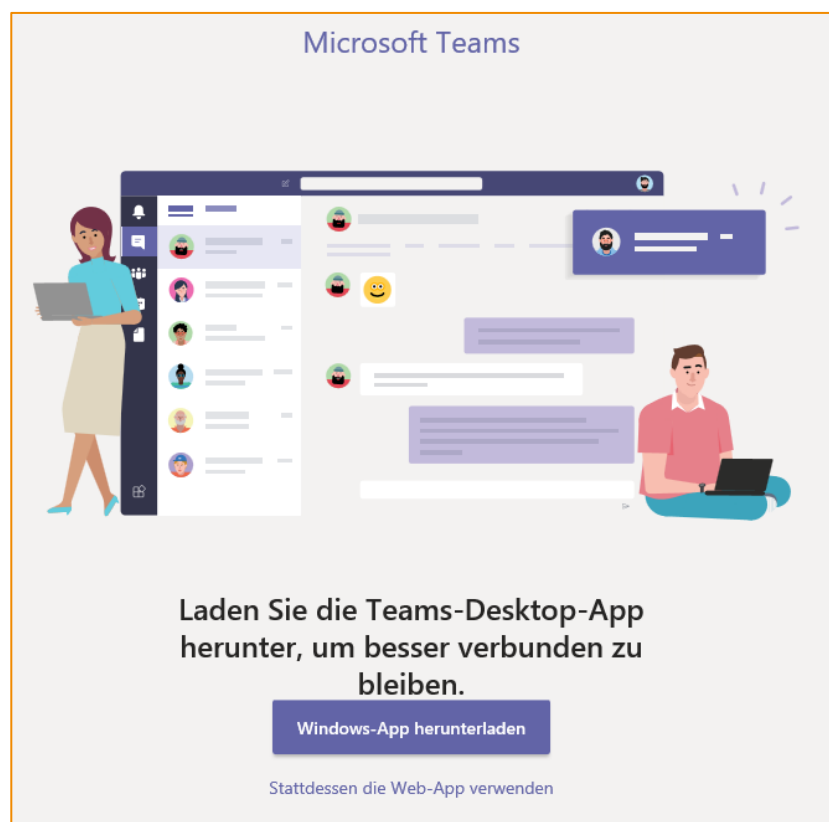 Microsoft Teams
Laden Sie die Teams-Desktop-App
herunter, um besser verbunden zu
bleiben.
Windows-App herunterladen
Stattdessen die Web-App verwenden